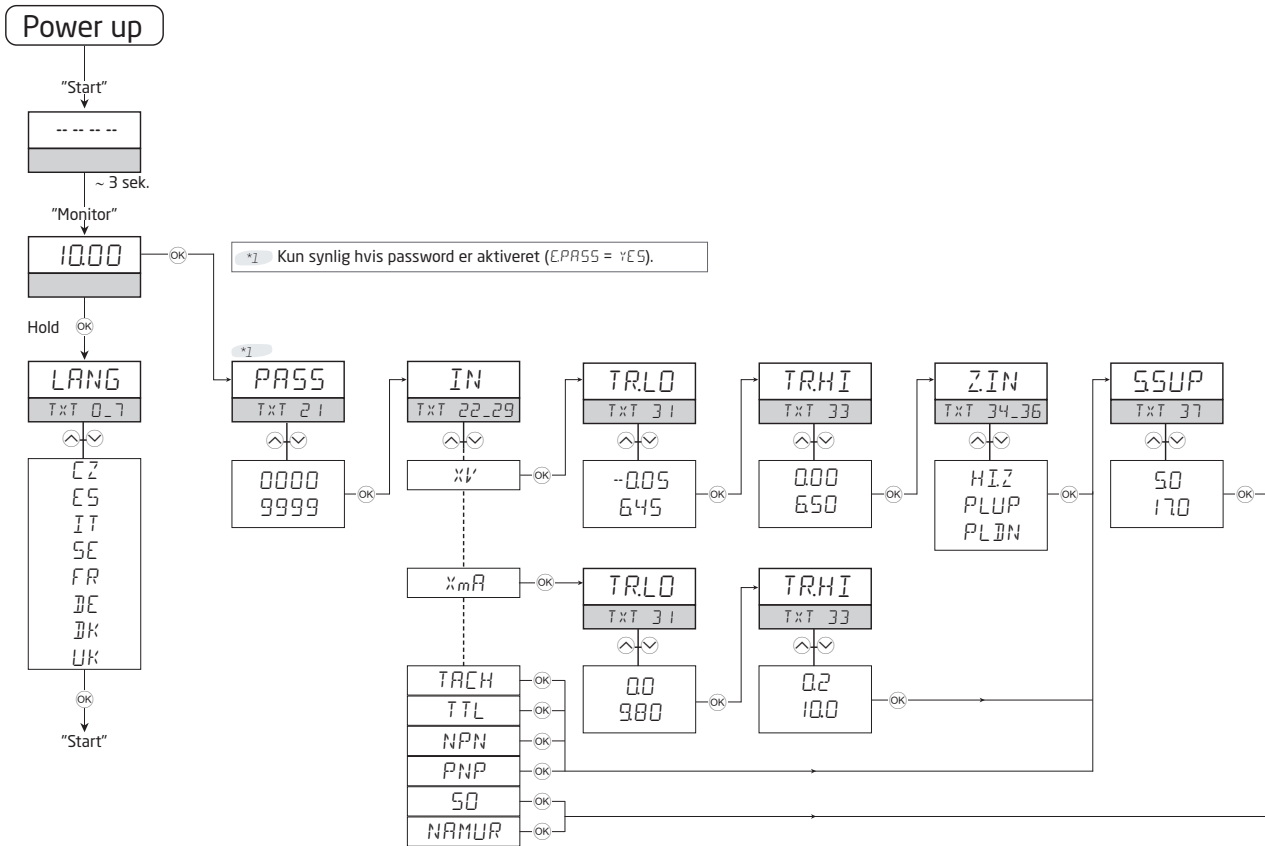 Power up
"Start"
-- -- -- --
~ 3 sek.
"Monitor"
10.00
OK
*1 Kun synlig hvis password er aktiveret (E.PASS = YES).
Hold OK
LANG
TXT 0_7
CZ
ES
IT
SE
FR
DE
DK
UK
OK
"Start"
*1
PASS
TXT 21
0000
9999
OK
IN
TXT 22_29
XV
OK
TR.LO
TXT 31
-0.05
6.45
OK
TR.HI
TXT 33
0.00
6.50
OK
Z.IN
TXT 34_36
HI.Z
PLUP
PLDN
OK
S.SUP
TXT 37
5.0
17.0
OK
XmA
OK
TR.LO
TXT 31
0.0
9.80
OK
TR.HI
TXT 33
0.2
10.0
OK
TACH OK
TTL OK
NPN OK
PNP OK
S0 OK
NAMUR OK